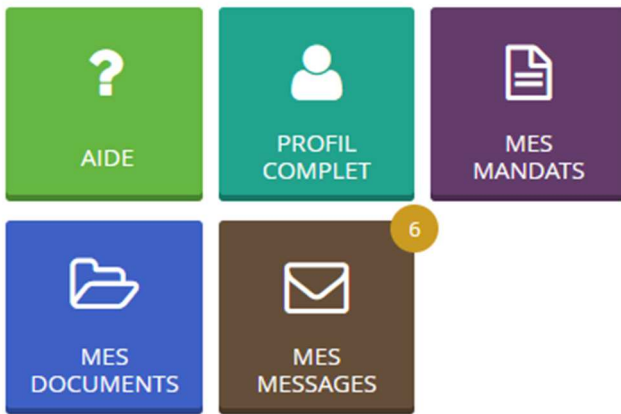 ?
AIDE
PROFIL
COMPLET
MES
MANDATS
MES
DOCUMENTS
6
MES
MESSAGES